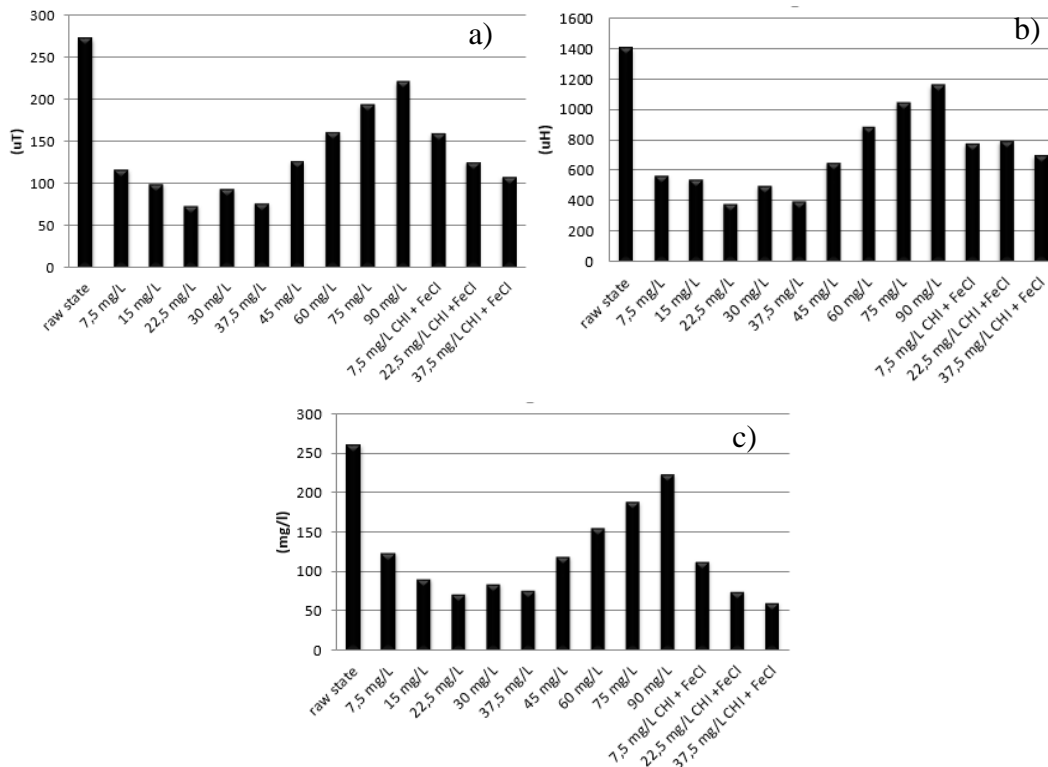 a)
300
250
200
150
100
50
0
(uT)
raw state
7,5 mg/L
15 mg/L
22,5 mg/L
30 mg/L
37,5 mg/L
45 mg/L
60 mg/L
75 mg/L
90 mg/L
7,5 mg/L CHI + FeCl
22,5 mg/L CHI +FeCl
37,5 mg/L CHI + FeCl
b)
1600
1400
1200
1000
800
600
400
200
0
(uH)
raw state
7,5 mg/L
15 mg/L
22,5 mg/L
30 mg/L
37,5 mg/L
45 mg/L
60 mg/L
75 mg/L
90 mg/L
7,5 mg/L CHI + FeCl
22,5 mg/L CHI +FeCl
37,5 mg/L CHI + FeCl
c)
300
250
200
150
100
50
0
(mg/l)
raw state
7,5 mg/L
15 mg/L
22,5 mg/L
30 mg/L
37,5 mg/L
45 mg/L
60 mg/L
75 mg/L
90 mg/L
7,5 mg/L CHI + FeCl
22,5 mg/L CHI +FeCl
37,5 mg/L CHI + FeCl